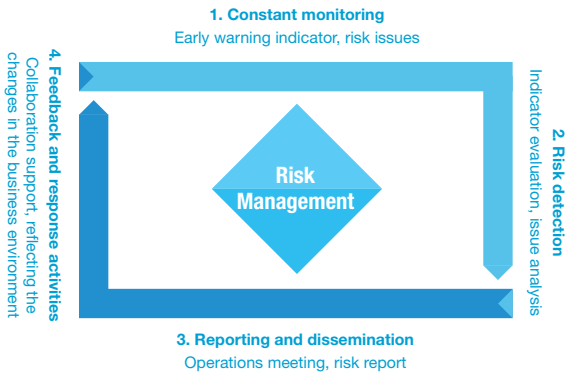 1. Constant monitoring
Early warning indicator, risk issues
2. Risk detection
Indicator evaluation, issue analysis
3. Reporting and dissemination
Operations meeting, risk report
4. Feedback and response activities
Collaboration support, reflecting the
changes in the business environment
Risk
Management